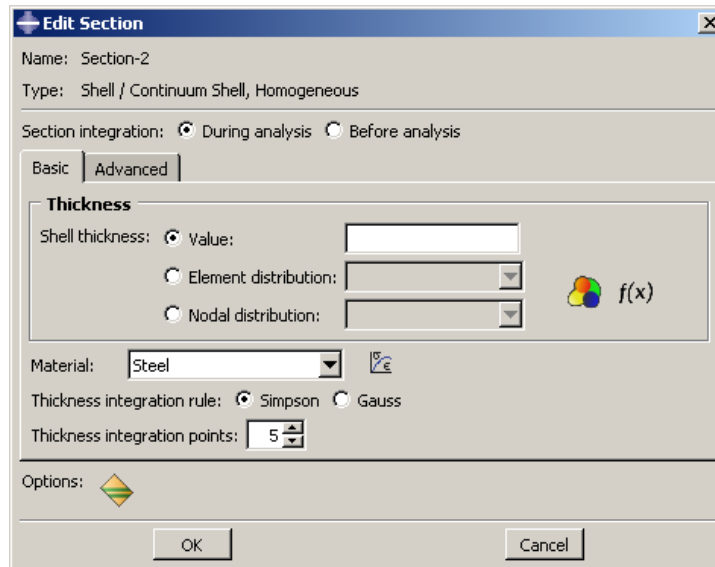 Edit Section
Name: Section-2
Type: Shell / Continuum Shell, Homogeneous
Section integration: During analysis Before analysis
Basic Advanced
Thickness
Shell thickness: Value:
Element distribution:
f(x)
Nodal distribution:
Material: Steel σ ε
Thickness integration rule: Simpson Gauss
Thickness integration points: 5
Options:
OK Cancel